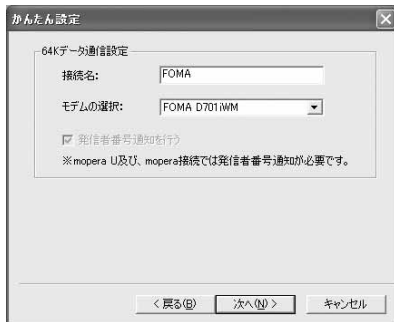 かんたん設定
64Kデータ通信設定
接続名: FOMA
モデムの選択: FOMA D701iWM
発信者番号通知を行う
※mopera U及び、mopera接続では発信者番号通知が必要です。
< 戻る(B) 次へ(N) > キャンセル